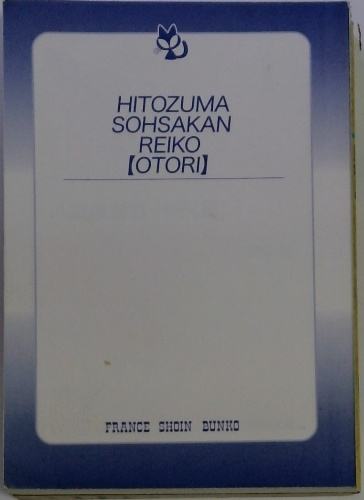 HITOZUMA
SOHSAKAN
REIKO
【OTORI】
FRANCE SHOIN BUNKO